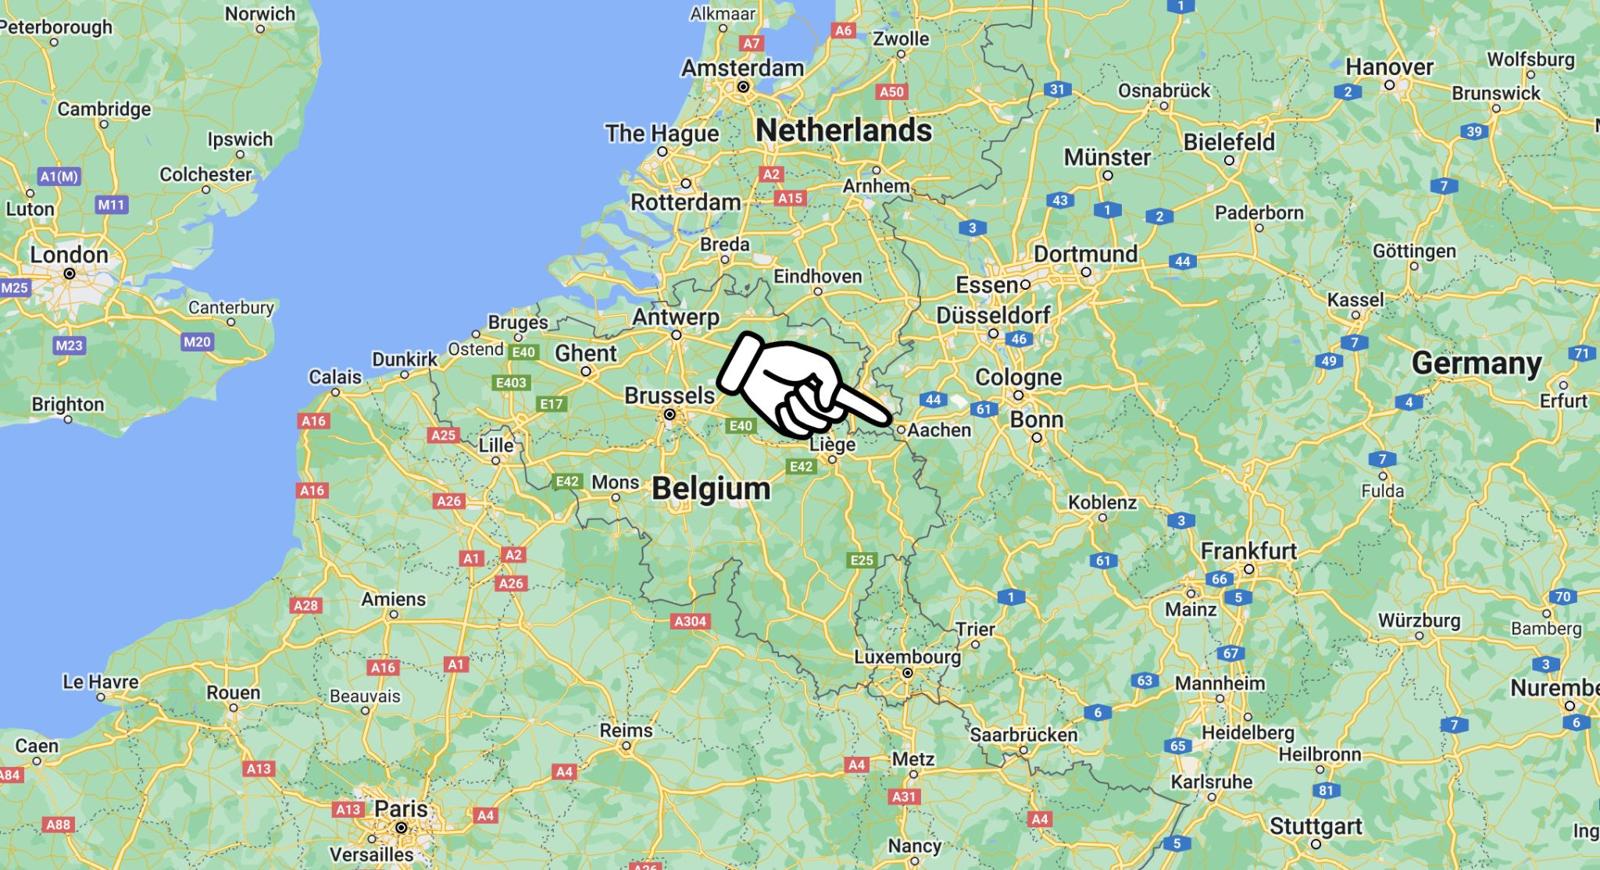 Norwich
Alkmaar
A6
1
Peterborough
A7
Zwolle
Wolfsburg
Amsterdam
Hanover
A50
31
Osnabrück
2
Brunswick
Cambridge
The Hague
Netherlands
39
Ipswich
Bielefeld
Münster
A1(M)
Colchester
A2
Arnhem
7
M11
Rotterdam
A15
43
1
2
Paderborn
Luton
3
London
Breda
Dortmund
44
Göttingen
M25
Eindhoven
Essen
Canterbury
Kassel
Bruges
Antwerp
Düsseldorf
M23
M20
Ostend
E40
Ghent
46
7
49
71
Dunkirk
Germany
Calais
E403
Cologne
Brighton
E17
Brussels
44
61
4
Erfurt
A16
A25
E40
Aachen
Bonn
Lille
Liège
7
E42
A16
A26
E42
Mons
Belgium
Fulda
Koblenz
3
A1
A2
E25
61
Frankfurt
A26
66
A28
Amiens
1
Mainz
5
70
A304
Trier
Würzburg
Bamberg
A16
A1
Luxembourg
67
3
Le Havre
Rouen
Beauvais
63
Mannheim
Nurembe
6
7
6
Reims
Saarbrücken
Heidelberg
Caen
65
Heilbronn
A84
A13
A4
A4
Metz
Karlsruhe
81
A31
A13
Paris
A4
A4
A88
Stuttgart
Ing
Versailles
Nancy
5